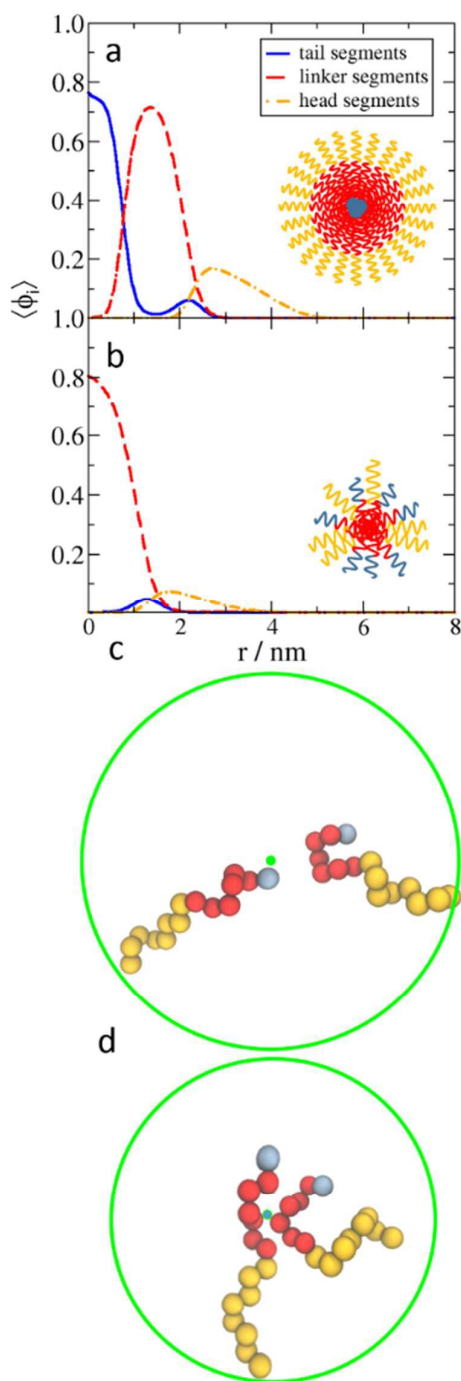 a
tail segments
linker segments
head segments
1.0
0.8
0.6
0.4
0.2
⟨ϕi⟩
1.0
b
0.8
0.6
0.4
0.2
0 2 4 6 8
r / nm
c
d